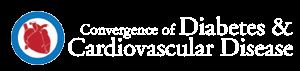 Convergence of Diabetes &
Cardiovascular Disease